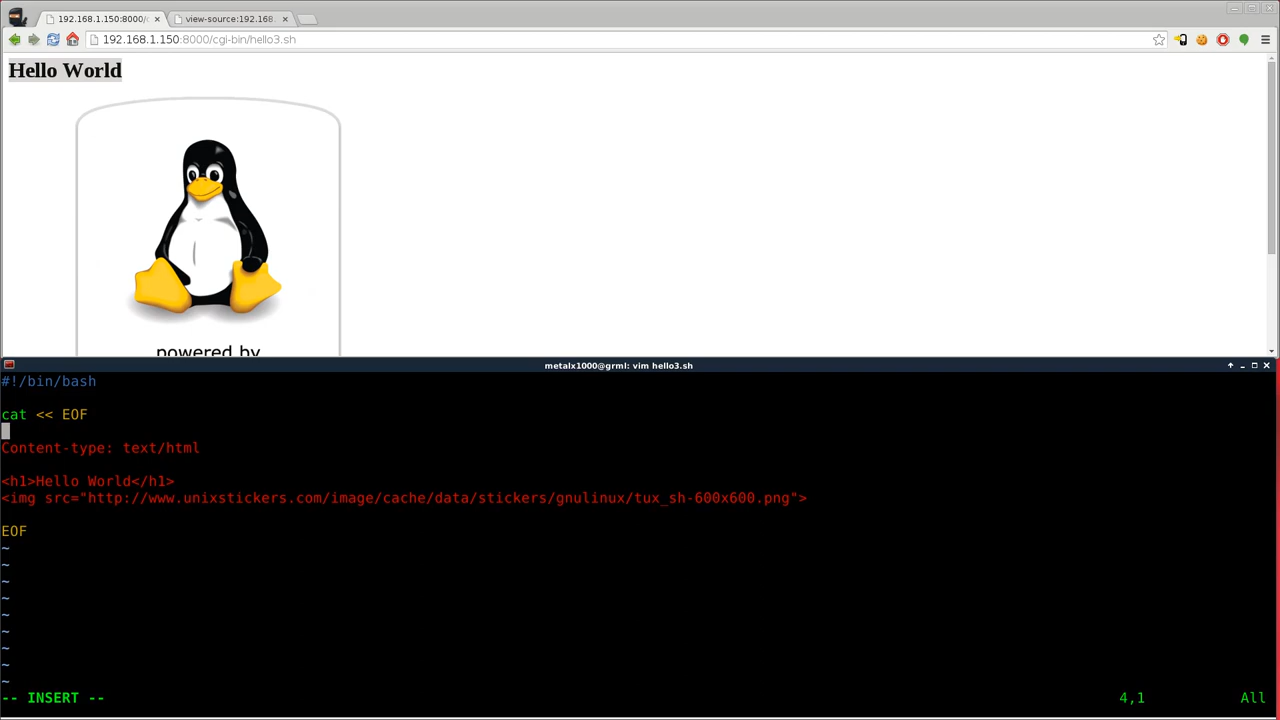 192.168.1.150:8000/c
view-source:192.168.
192.168.1.150:8000/cgi-bin/hello3.sh
Hello World
powered by
metalx1000@grml: vim hello3.sh
#!/bin/bash
cat << EOF
Content-type: text/html
<h1>Hello World</h1>
<img src="http://www.unixstickers.com/image/cache/data/stickers/gnulinux/tux_sh-600x600.png">
EOF
~
~
~
~
~
~
~
~
~
-- INSERT --
4,1
All